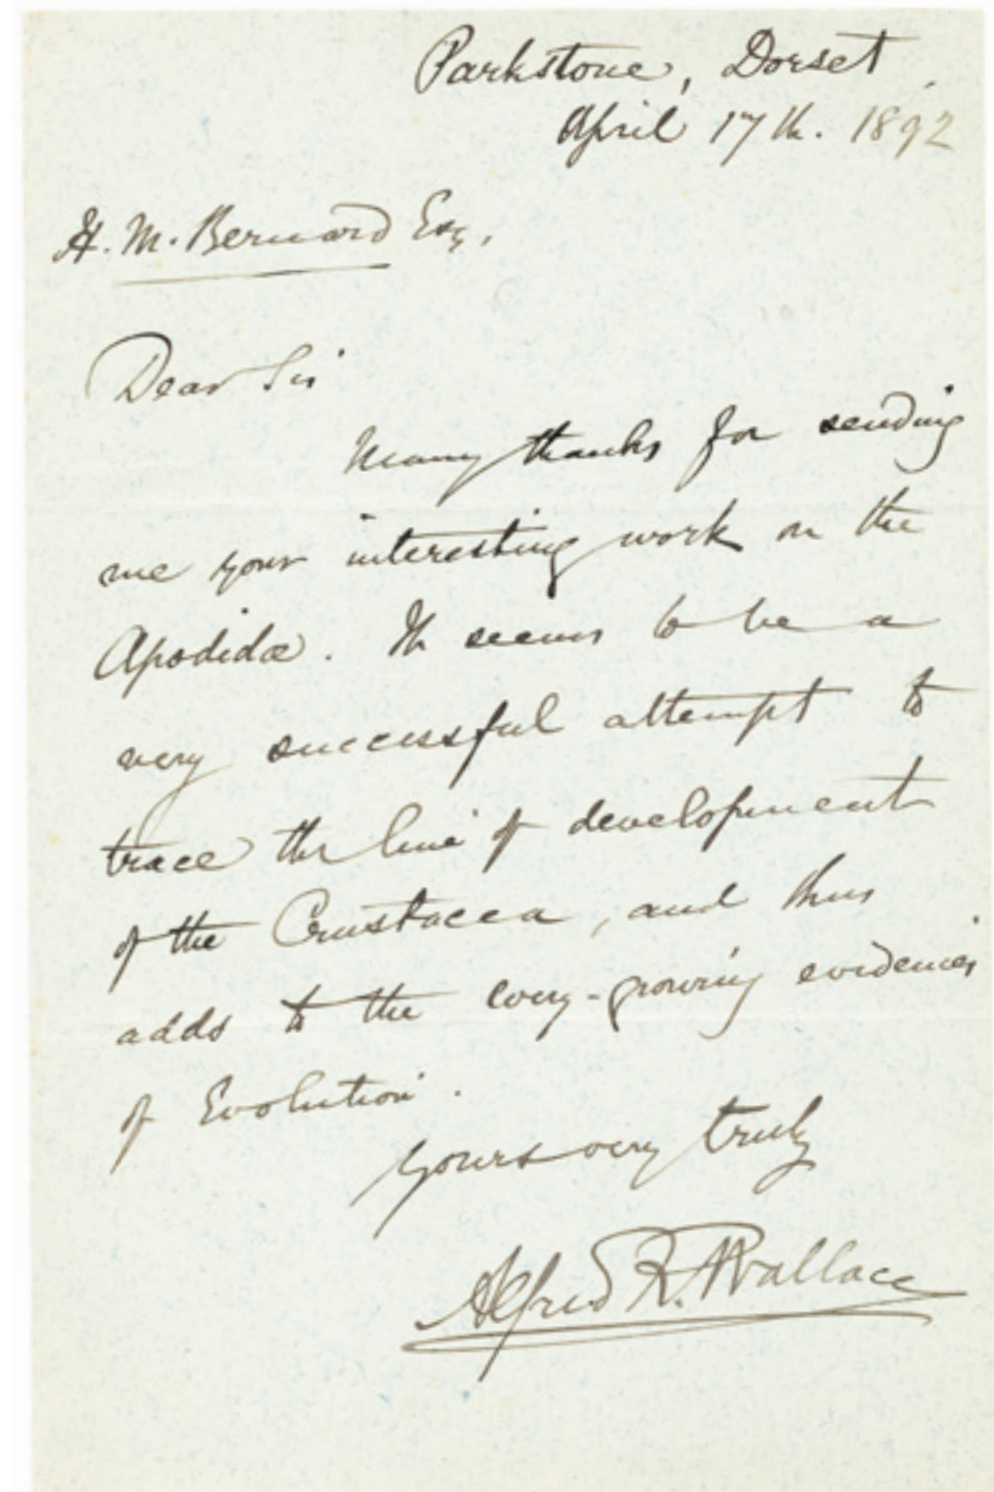 Parkstone, Dorset.
April 17th. 1892
H. M. Bernard Esq.
Dear Sir
Many thanks for sending
me your interesting work on the
Apodidæ. It seems to be a
very successful attempt to
trace the line of development
of the Crustacea, and thus
adds to the ever-growing evidences
of Evolution.
Yours very truly
Alfred R. Wallace